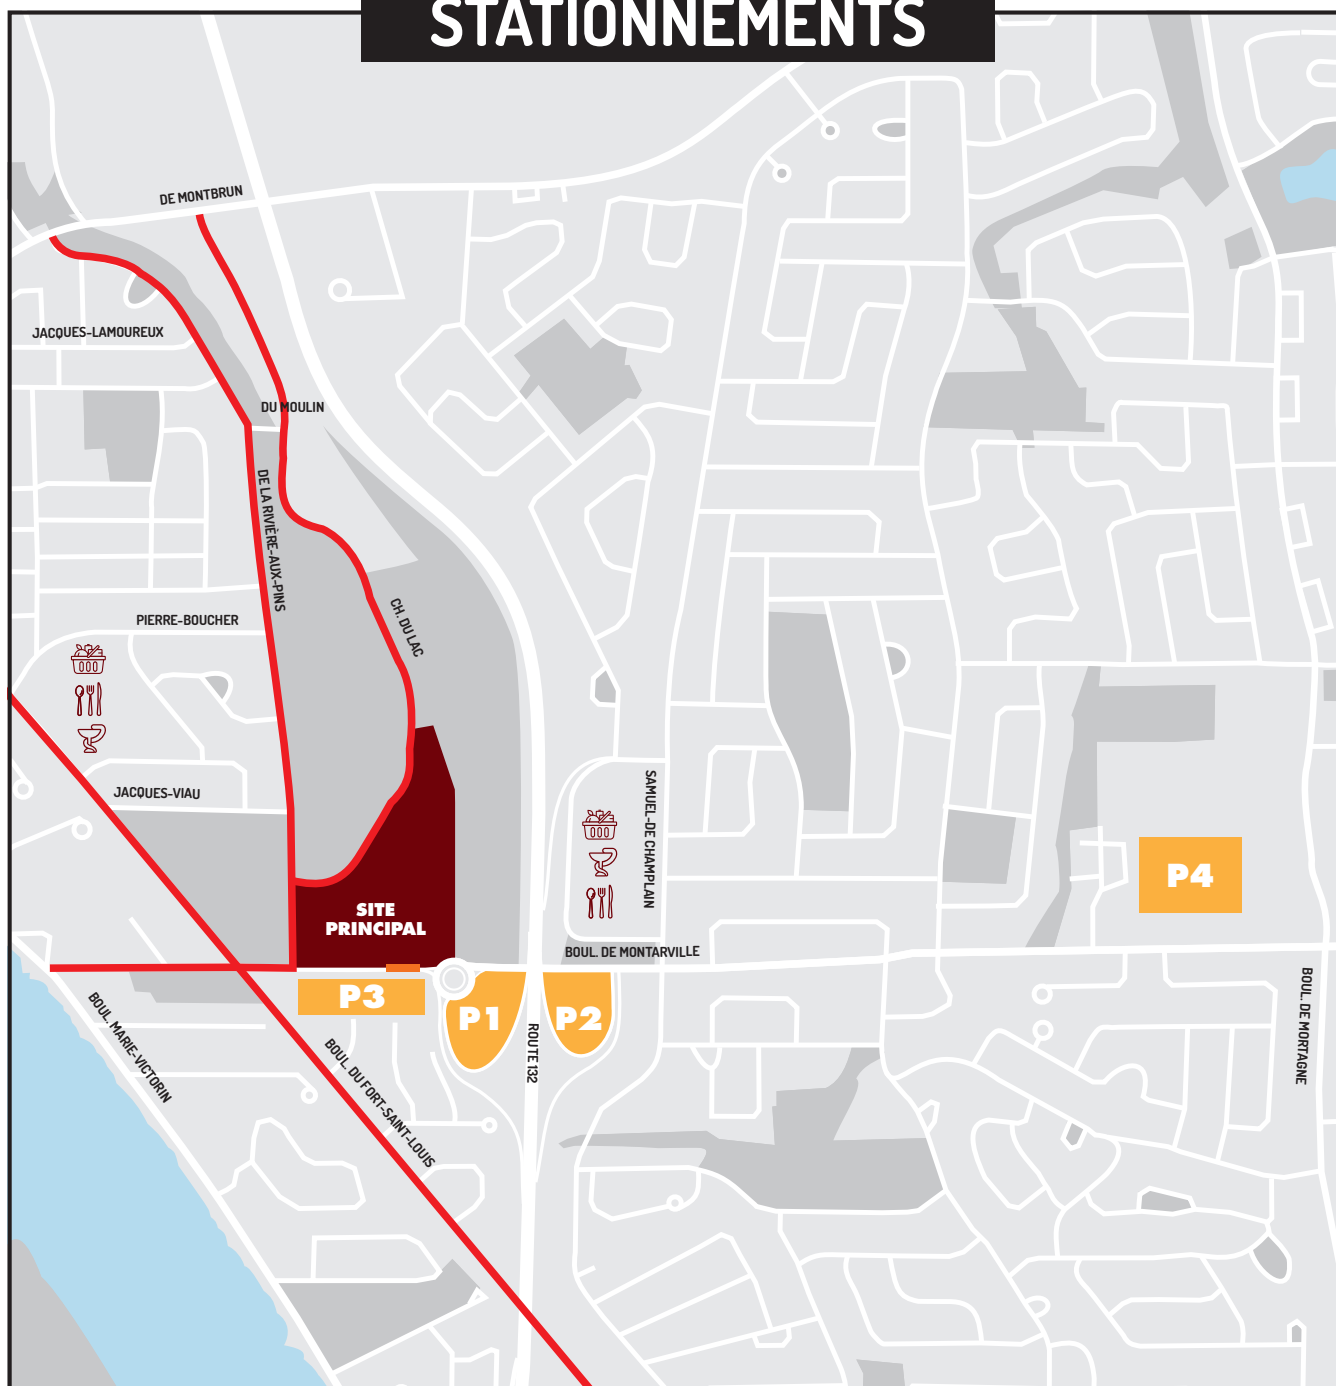 STATIONNEMENTS
DE MONTBRUN
JACQUES-LAMOUREUX
DU MOULIN
DE LA RIVIÈRE-AUX-PINS
PIERRE-BOUCHER
CH. DU LAC
JACQUES-VIAU
SAMUEL-DE CHAMPLAIN
P4
SITE
PRINCIPAL
BOUL. DE MONTARVILLE
P3
P1
P2
BOUL. MARIE-VICTORIN
BOUL. DU FORT-SAINT-LOUIS
ROUTE 132
BOUL. DE MORTAGNE